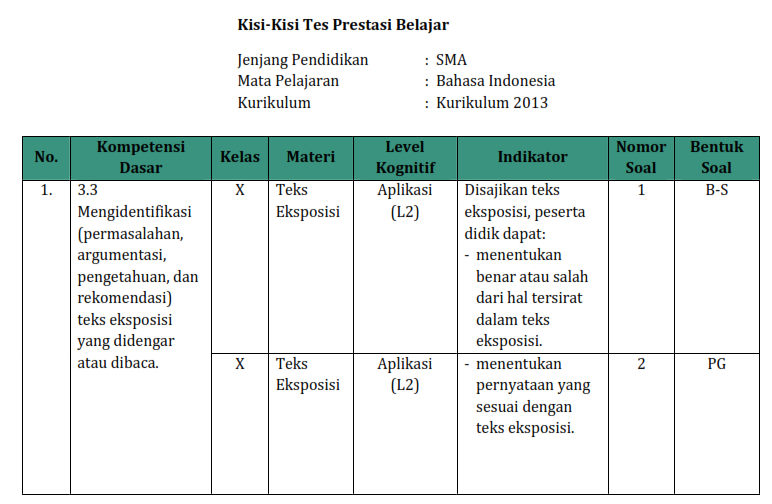 Kisi-Kisi Tes Prestasi Belajar
Jenjang Pendidikan : SMA
Mata Pelajaran : Bahasa Indonesia
Kurikulum : Kurikulum 2013
No.
Kompetensi
Dasar
Kelas
Materi
Level
Kognitif
Indikator
Nomor
Soal
Bentuk
Soal
1.
3.3
Mengidentifikasi
(permasalahan,
argumentasi,
pengetahuan, dan
rekomendasi)
teks eksposisi
yang didengar
atau dibaca.
X
Teks
Eksposisi
Aplikasi
(L2)
Disajikan teks
eksposisi, peserta
didik dapat:
- menentukan
benar atau salah
dari hal tersirat
dalam teks
eksposisi.
1
B-S
X
Teks
Eksposisi
Aplikasi
(L2)
- menentukan
pernyataan yang
sesuai dengan
teks eksposisi.
2
PG